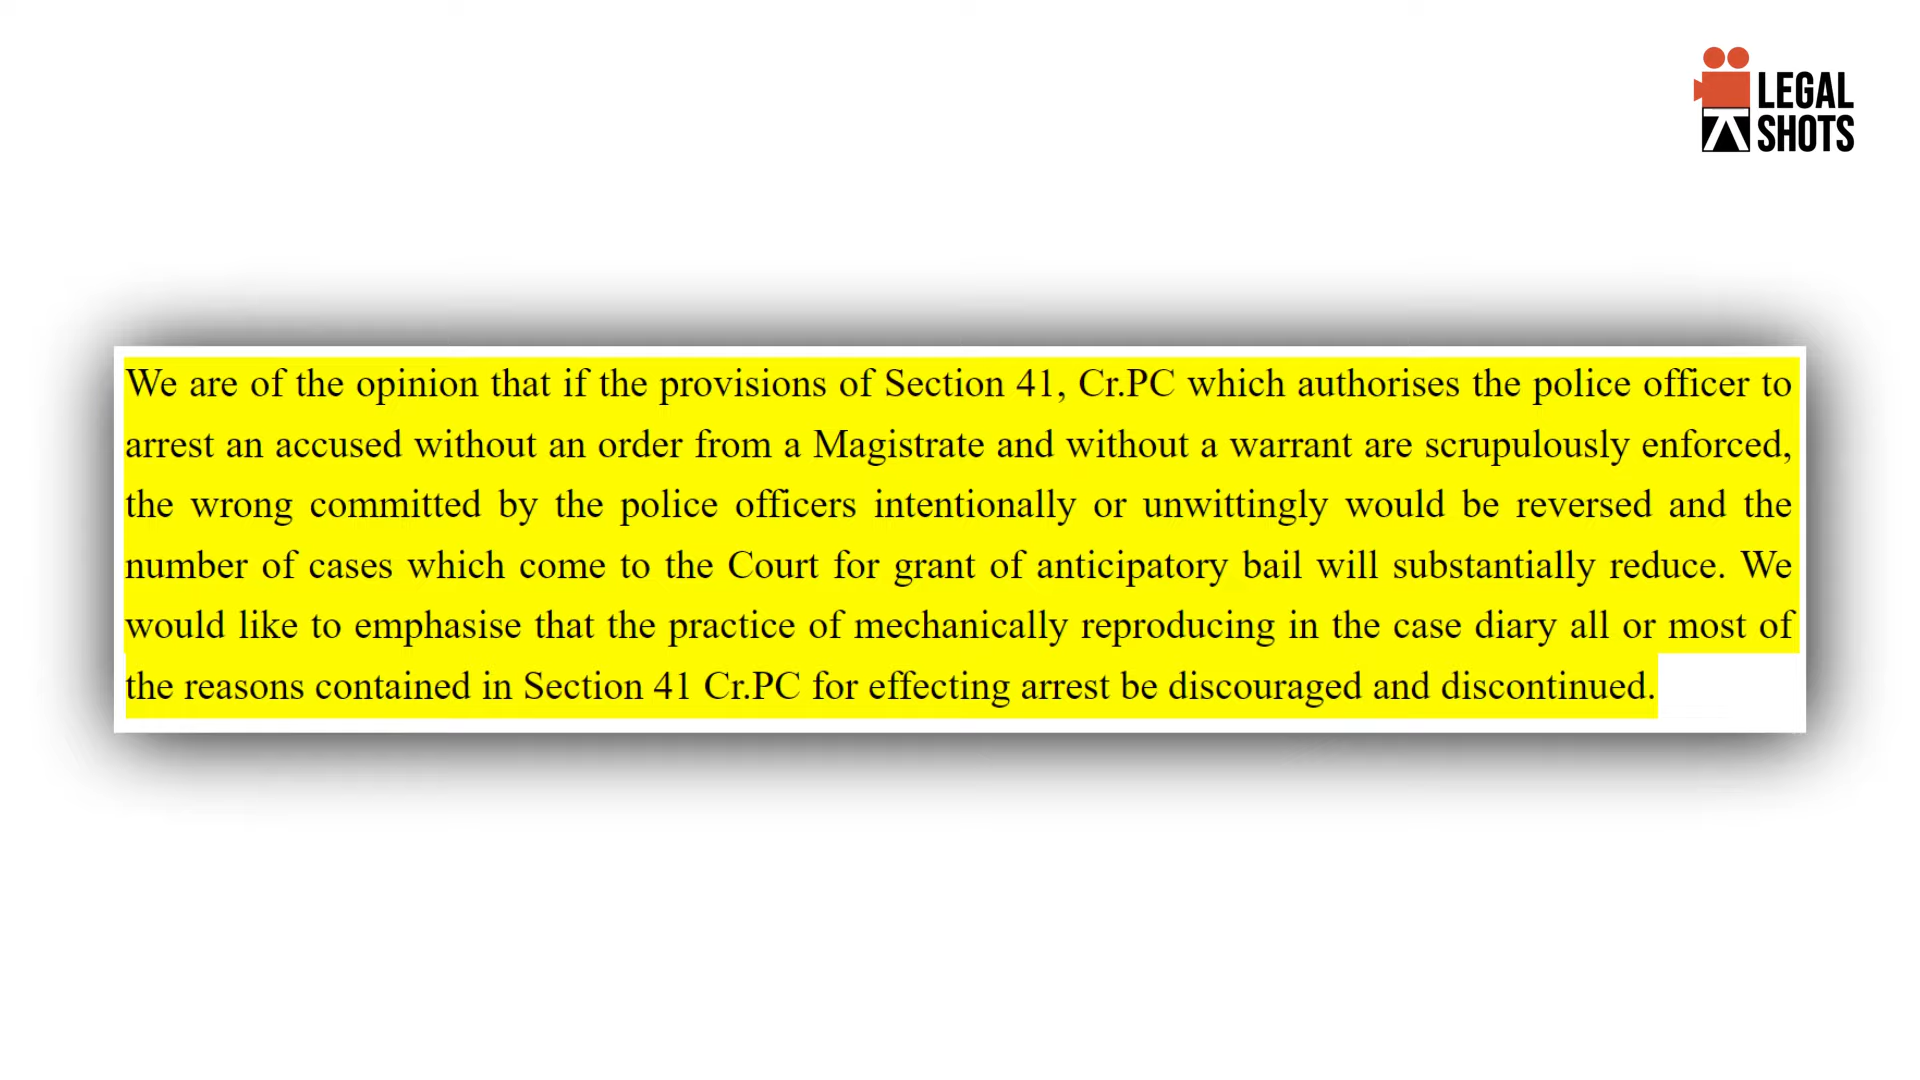 LEGAL
SHOTS
We are of the opinion that if the provisions of Section 41, Cr.PC which authorises the police officer to
arrest an accused without an order from a Magistrate and without a warrant are scrupulously enforced,
the wrong committed by the police officers intentionally or unwittingly would be reversed and the
number of cases which come to the Court for grant of anticipatory bail will substantially reduce. We
would like to emphasise that the practice of mechanically reproducing in the case diary all or most of
the reasons contained in Section 41 Cr.PC for effecting arrest be discouraged and discontinued.